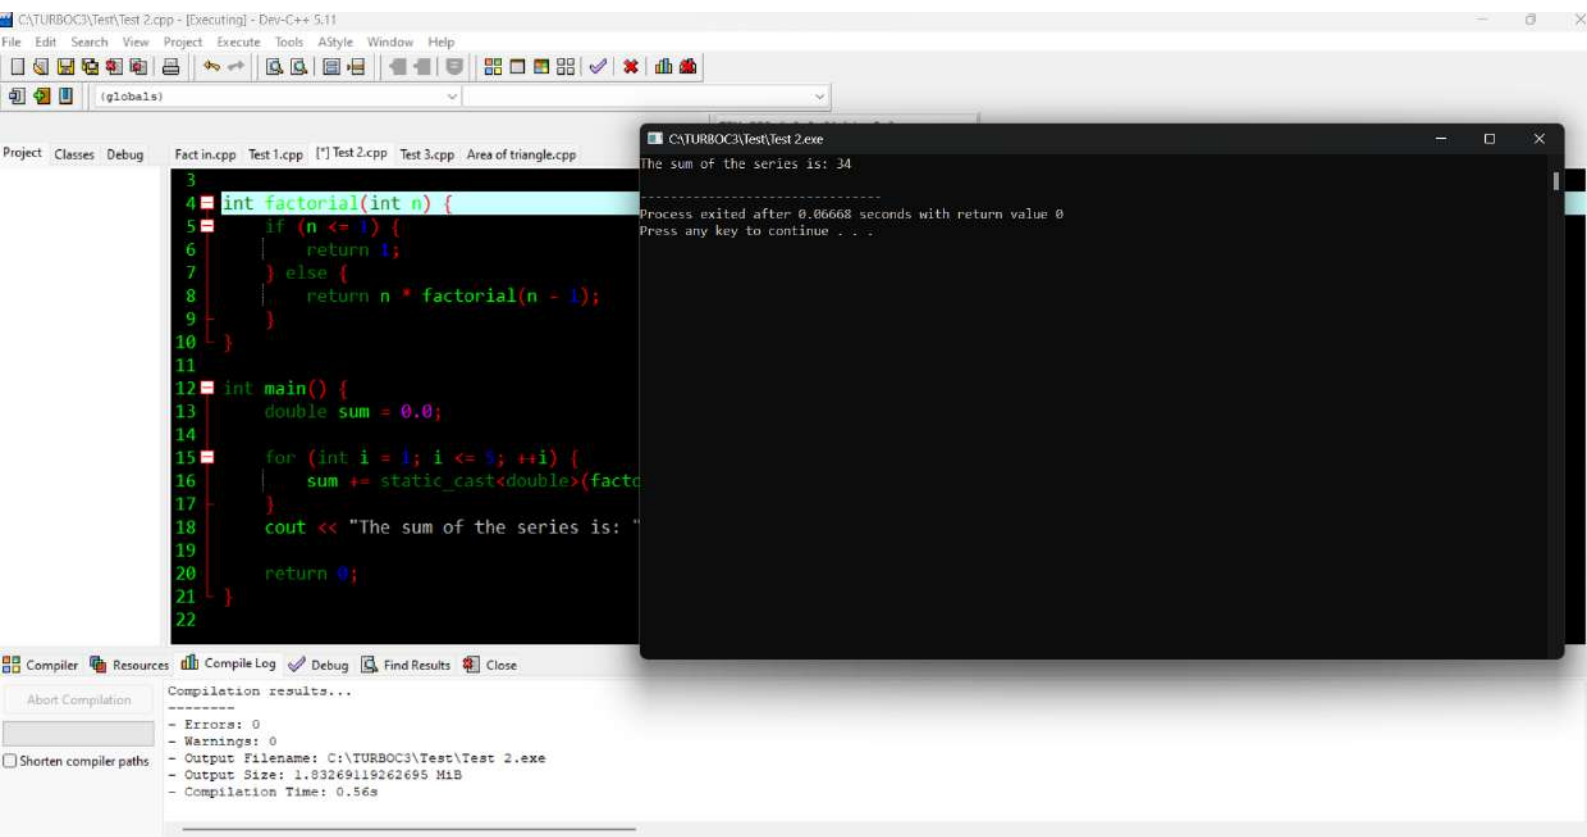 C:\TURBOC3\Test\Test 2.cpp - [Executing] - Dev-C++ 5.11
File Edit Search View Project Execute Tools AStyle Window Help
(globals)
Project Classes Debug
Fact in.cpp Test 1.cpp [*] Test 2.cpp Test 3.cpp Area of triangle.cpp
3
4 int factorial(int n) {
5 if (n <= 1) {
6 return 1;
7 } else {
8 return n * factorial(n - 1);
9 }
10 }
11
12 int main() {
13 double sum = 0.0;
14
15 for (int i = 1; i <= 5; ++i) {
16 sum += static_cast<double>(facto
17 }
18 cout << "The sum of the series is: "
19
20 return 0;
21 }
22
C:\TURBOC3\Test\Test 2.exe
The sum of the series is: 34
--------------------------------
Process exited after 0.06668 seconds with return value 0
Press any key to continue . . .
Compiler Resources Compile Log Debug Find Results Close
Abort Compilation
Shorten compiler paths
Compilation results...
--------
- Errors: 0
- Warnings: 0
- Output Filename: C:\TURBOC3\Test\Test 2.exe
- Output Size: 1.83269119262695 MiB
- Compilation Time: 0.56s